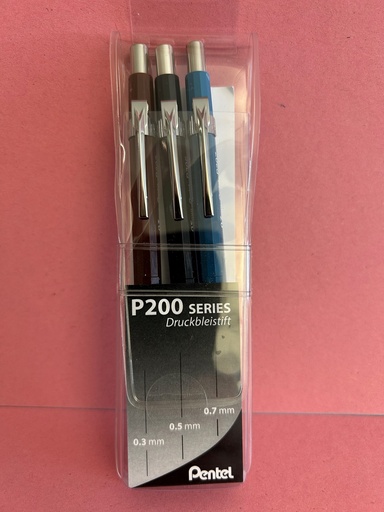 P200 SERIES
Druckbleistift
0.7 mm
0.5 mm
0.3 mm
Pentel